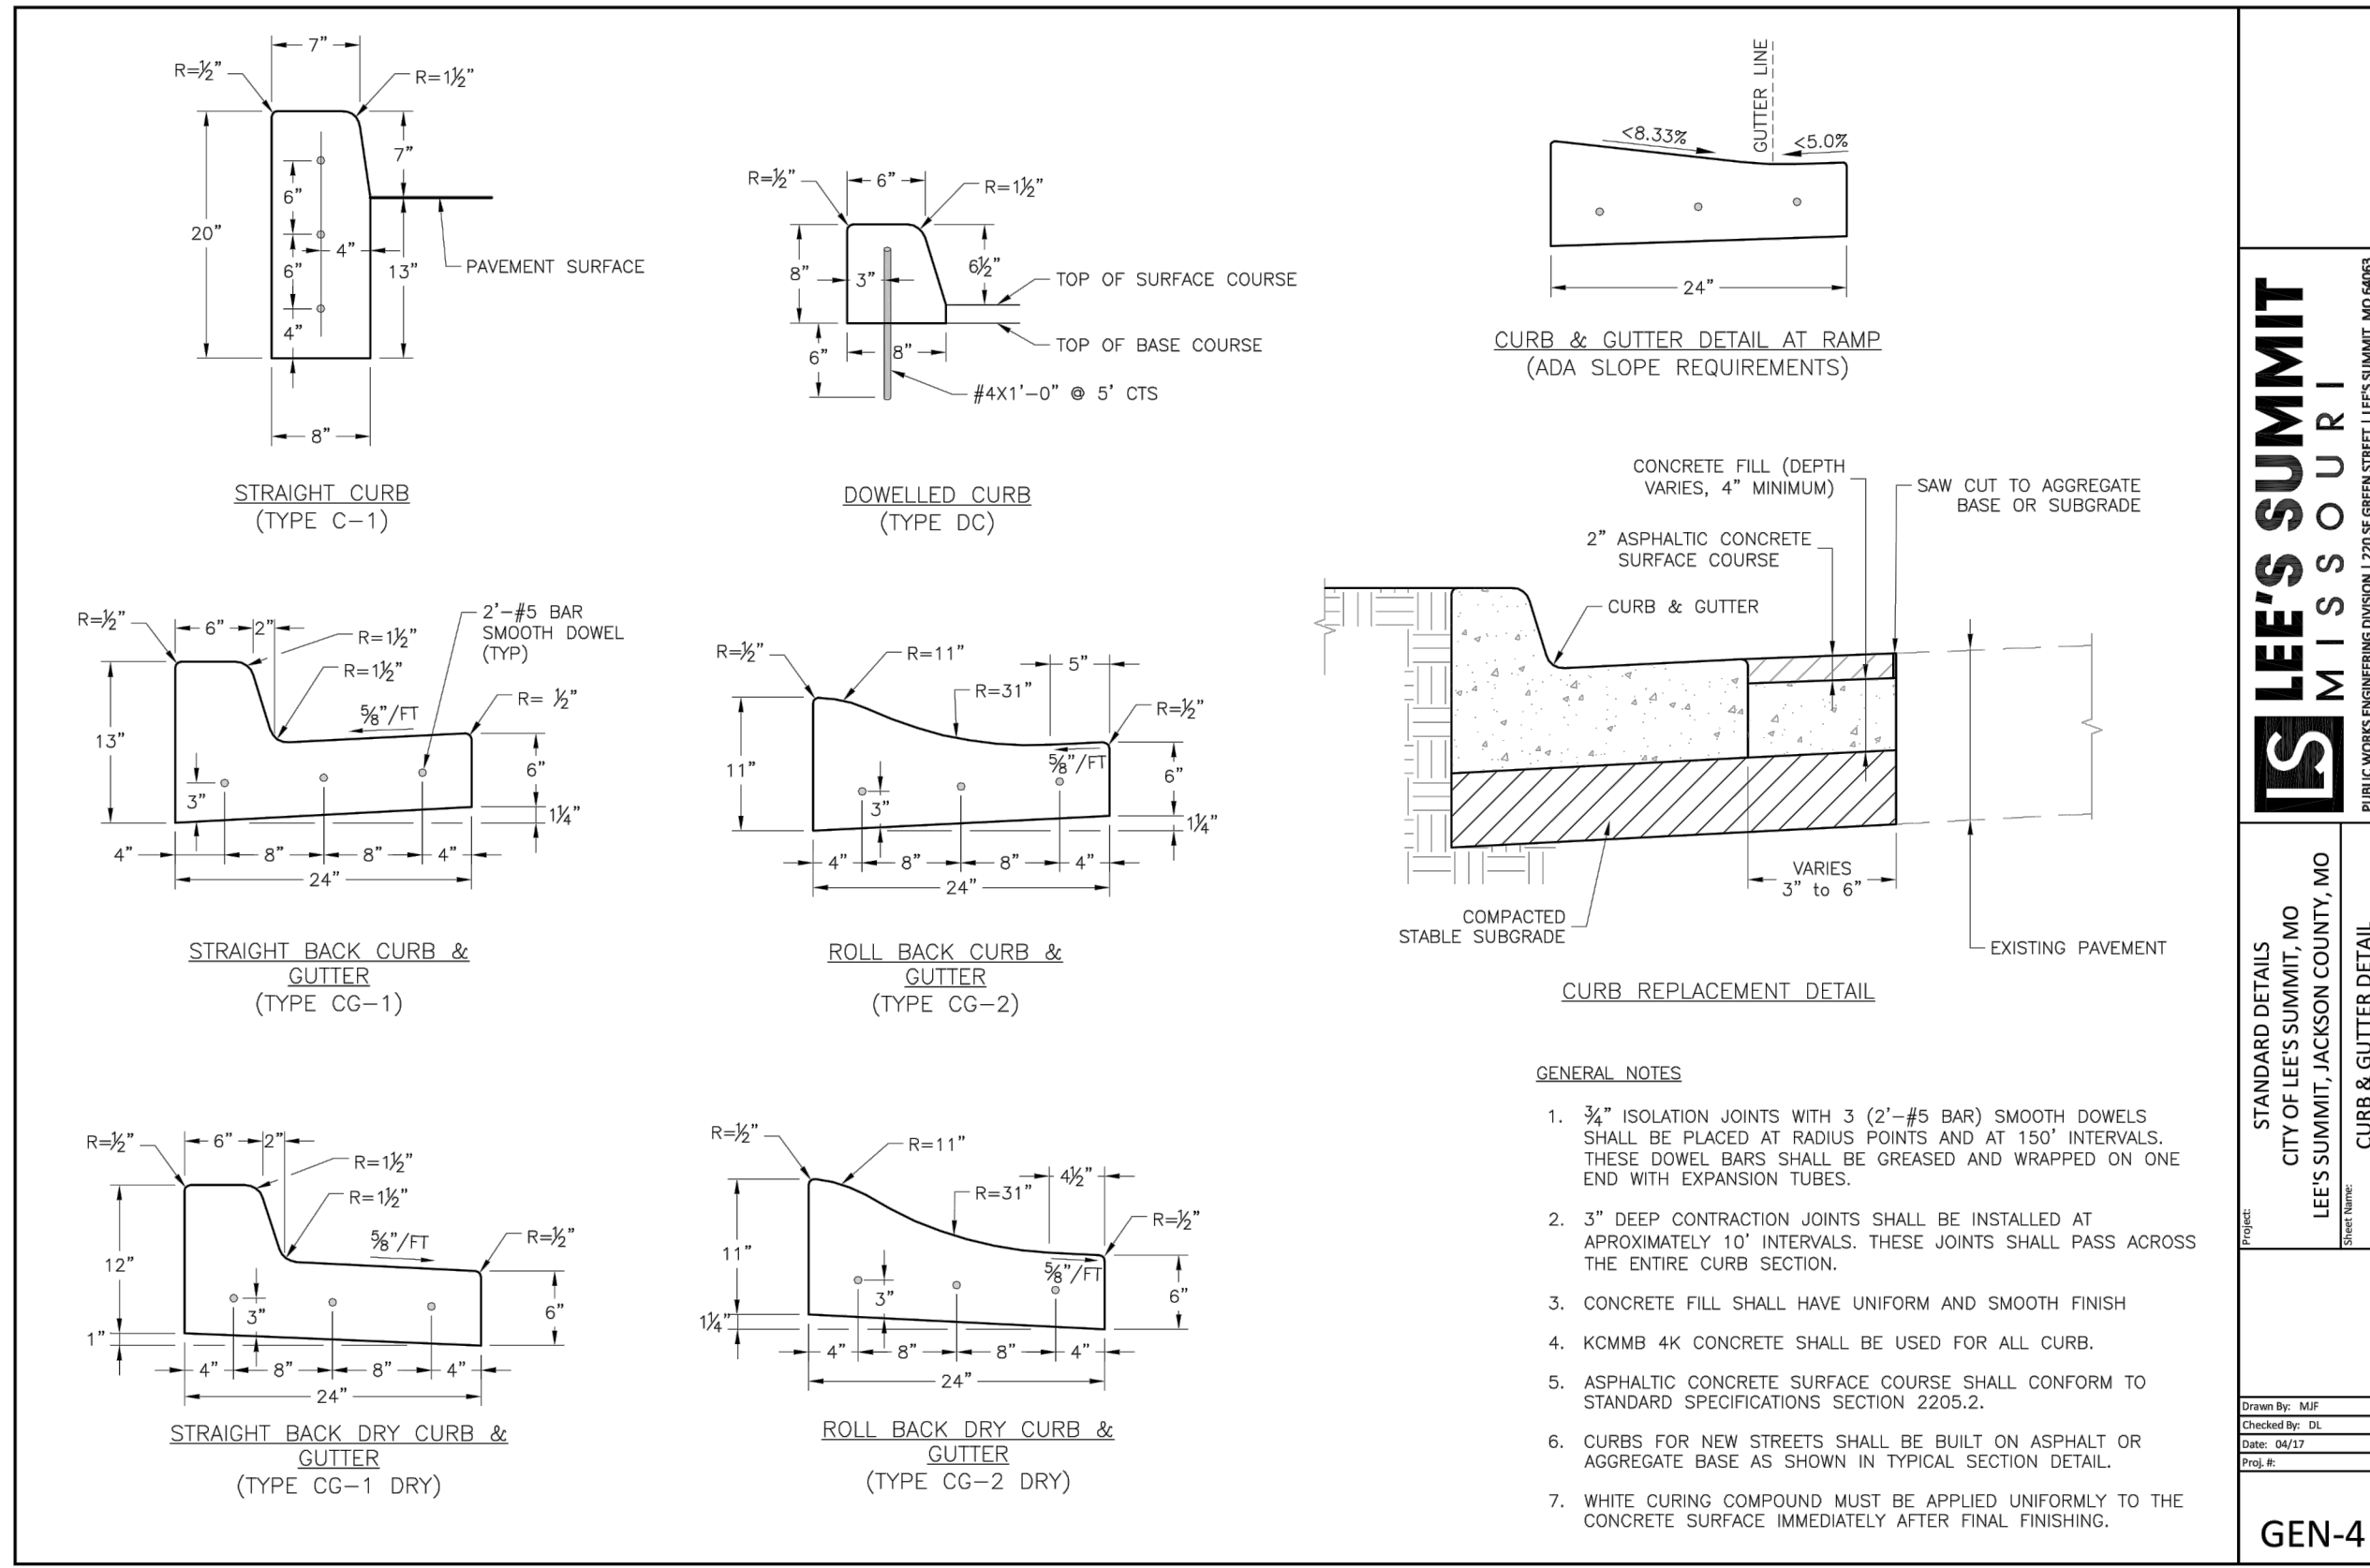 7"
R=½"
R=1½"
20"
7"
6"
6"
4"
4"
13"
PAVEMENT SURFACE
8"
STRAIGHT CURB
(TYPE C-1)
R=½"
6"
R=1½"
8"
3"
6½"
TOP OF SURFACE COURSE
6"
8"
TOP OF BASE COURSE
#4X1'-0" @ 5' CTS
DOWELLED CURB
(TYPE DC)
GUTTER LINE
<8.33%
<5.0%
24"
CURB & GUTTER DETAIL AT RAMP
(ADA SLOPE REQUIREMENTS)
R=½"
6"
2"
R=1½"
R=1½"
2'-#5 BAR
SMOOTH DOWEL
(TYP)
R= ½"
⅝"/FT
13"
3"
6"
1¼"
4"
8"
8"
4"
24"
STRAIGHT BACK CURB &
GUTTER
(TYPE CG-1)
R=½"
R=11"
R=31"
5"
R=½"
11"
3"
⅝"/FT
6"
1¼"
4"
8"
8"
4"
24"
ROLL BACK CURB &
GUTTER
(TYPE CG-2)
CONCRETE FILL (DEPTH
VARIES, 4" MINIMUM)
SAW CUT TO AGGREGATE
BASE OR SUBGRADE
2" ASPHALTIC CONCRETE
SURFACE COURSE
CURB & GUTTER
VARIES
3" to 6"
COMPACTED
STABLE SUBGRADE
EXISTING PAVEMENT
CURB REPLACEMENT DETAIL
R=½"
6"
2"
R=1½"
R=1½"
⅝"/FT
R=½"
12"
3"
6"
1"
4"
8"
8"
4"
24"
STRAIGHT BACK DRY CURB &
GUTTER
(TYPE CG-1 DRY)
R=½"
R=11"
R=31"
4½"
R=½"
11"
3"
⅝"/FT
6"
1¼"
4"
8"
8"
4"
24"
ROLL BACK DRY CURB &
GUTTER
(TYPE CG-2 DRY)
GENERAL NOTES
1. ¾" ISOLATION JOINTS WITH 3 (2'-#5 BAR) SMOOTH DOWELS
SHALL BE PLACED AT RADIUS POINTS AND AT 150' INTERVALS.
THESE DOWEL BARS SHALL BE GREASED AND WRAPPED ON ONE
END WITH EXPANSION TUBES.
2. 3" DEEP CONTRACTION JOINTS SHALL BE INSTALLED AT
APROXIMATELY 10' INTERVALS. THESE JOINTS SHALL PASS ACROSS
THE ENTIRE CURB SECTION.
3. CONCRETE FILL SHALL HAVE UNIFORM AND SMOOTH FINISH
4. KCMMB 4K CONCRETE SHALL BE USED FOR ALL CURB.
5. ASPHALTIC CONCRETE SURFACE COURSE SHALL CONFORM TO
STANDARD SPECIFICATIONS SECTION 2205.2.
6. CURBS FOR NEW STREETS SHALL BE BUILT ON ASPHALT OR
AGGREGATE BASE AS SHOWN IN TYPICAL SECTION DETAIL.
7. WHITE CURING COMPOUND MUST BE APPLIED UNIFORMLY TO THE
CONCRETE SURFACE IMMEDIATELY AFTER FINAL FINISHING.
LS LEE'S SUMMIT
MISSOURI
PUBLIC WORKS ENGINEERING DIVISION | 220 SE GREEN STREET | LEE'S SUMMIT, MO 64063
Project:
STANDARD DETAILS
CITY OF LEE'S SUMMIT, MO
LEE'S SUMMIT, JACKSON COUNTY, MO
Sheet Name:
CURB & GUTTER DETAIL
Drawn By: MJF
Checked By: DL
Date: 04/17
Proj. #:
GEN-4